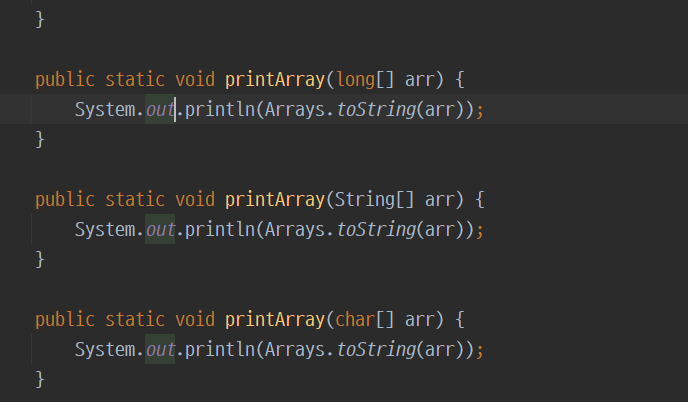 }
public static void printArray(long[] arr) {
System.out.println(Arrays.toString(arr));
}
public static void printArray(String[] arr) {
System.out.println(Arrays.toString(arr));
}
public static void printArray(char[] arr) {
System.out.println(Arrays.toString(arr));
}